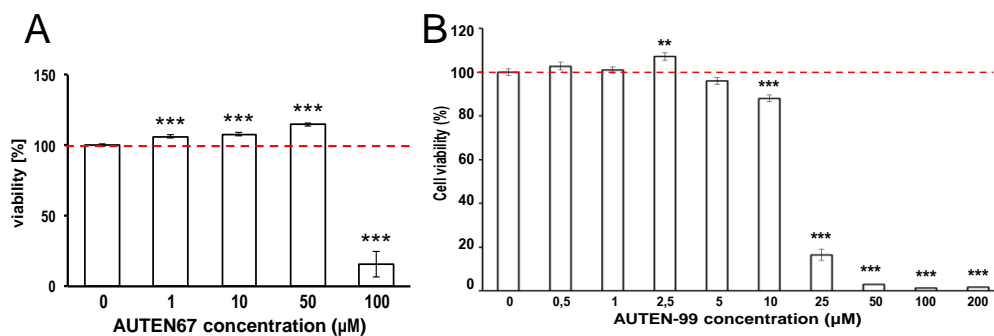 A
150
100
50
0
viability [%]
***
***
***
***
0 1 10 50 100
AUTEN67 concentration (µM)
B
120
100
80
60
40
20
0
Cell viability (%)
**
***
***
***
***
***
0 0,5 1 2,5 5 10 25 50 100 200
AUTEN-99 concentration (µM)